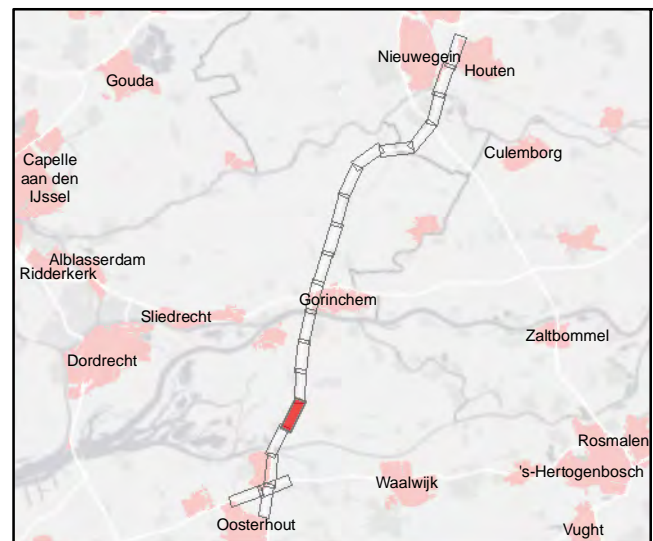 Nieuwegein
Houten
Gouda
Culemborg
Capelle
aan den
IJssel
Alblasserdam
Ridderkerk
Gorinchem
Sliedrecht
Zaltbommel
Dordrecht
Rosmalen
's-Hertogenbosch
Waalwijk
Oosterhout
Vught